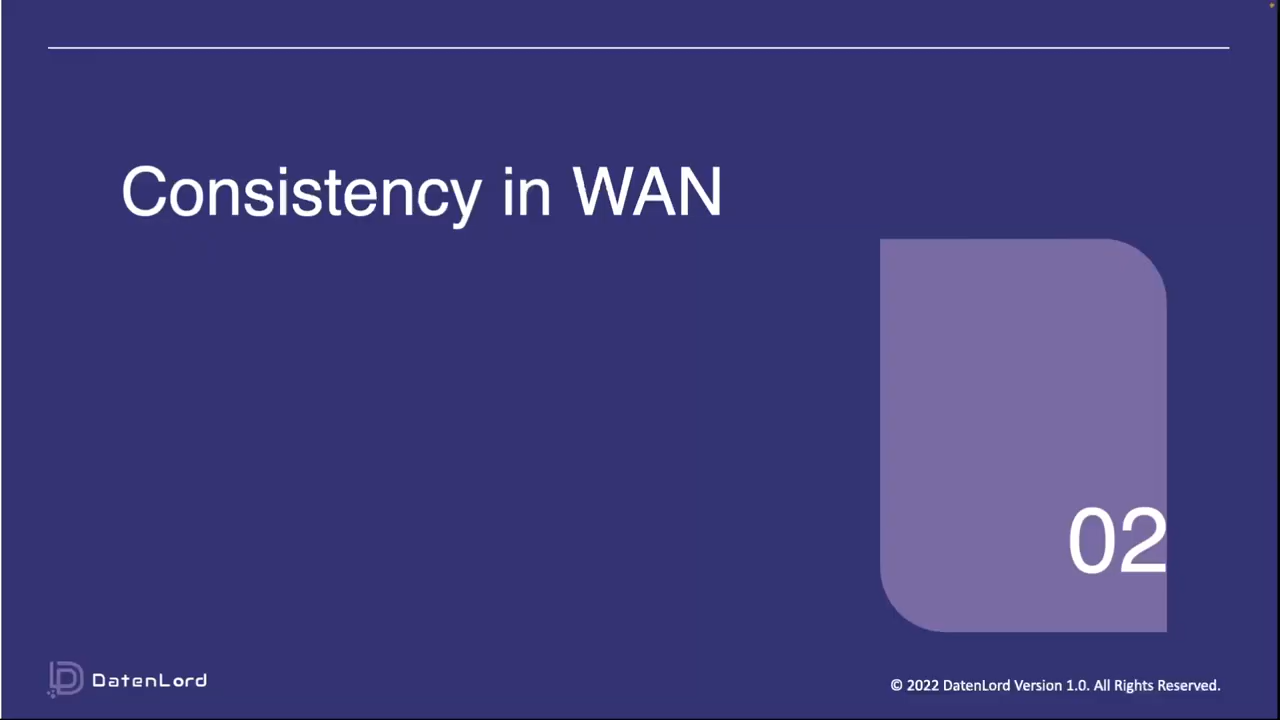 Consistency in WAN
02
DatenLord
© 2022 DatenLord Version 1.0. All Rights Reserved.